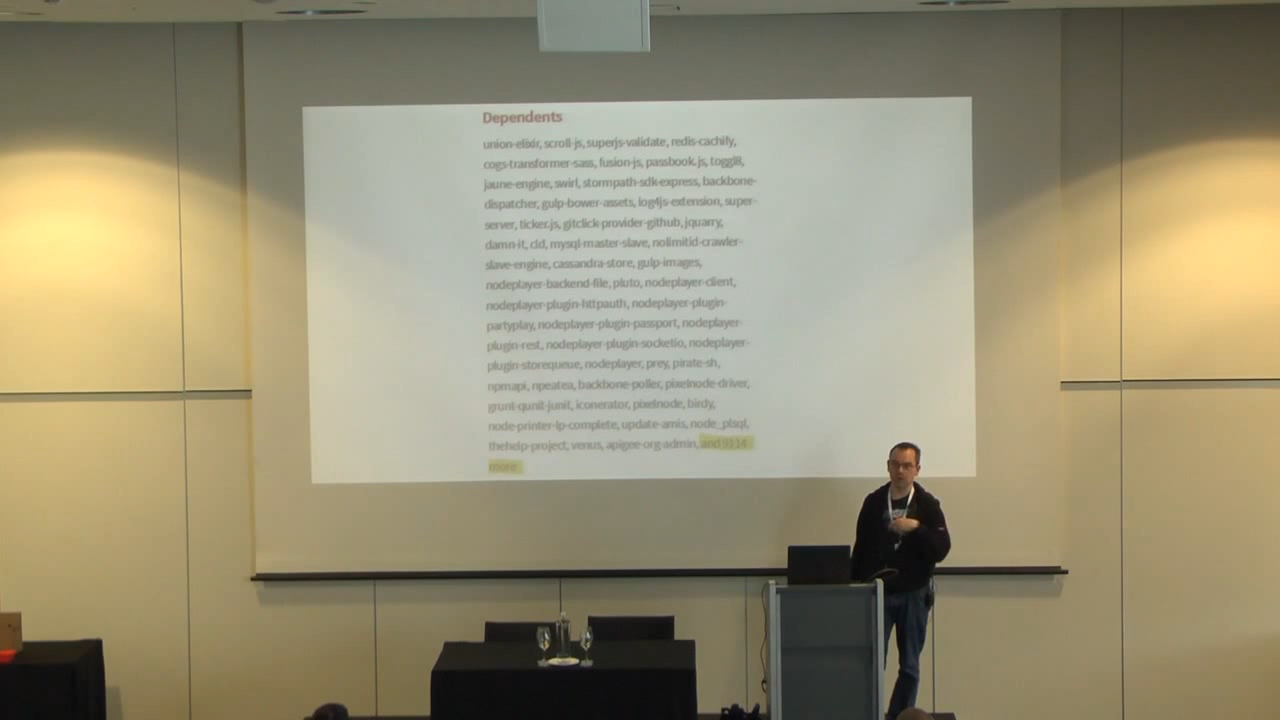 Dependents
union-elixir, scroll-js, superjs-validate, redis-cachify,
cogs-transformer-sass, fusion-js, passbook.js, toggl8,
jaune-engine, swirl, stormpath-sdk-express, backbone-
dispatcher, gulp-bower-assets, log4js-extension, super-
server, ticker.js, gitclick-provider-github, jquarry,
damn-it, cld, mysql-master-slave, nolimitid-crawler-
slave-engine, cassandra-store, gulp-images,
nodeplayer-backend-file, pluto, nodeplayer-client,
nodeplayer-plugin-httpauth, nodeplayer-plugin-
partyplay, nodeplayer-plugin-passport, nodeplayer-
plugin-rest, nodeplayer-plugin-socketio, nodeplayer-
plugin-storequeue, nodeplayer, prey, pirate-sh,
npmapi, npeatea, backbone-poller, pixelnode-driver,
grunt-qunit-junit, iconerator, pixelnode, birdy,
node-printer-lp-complete, update-amis, node_plsql,
thehelp-project, venus, apigee-org-admin, and 9114
more